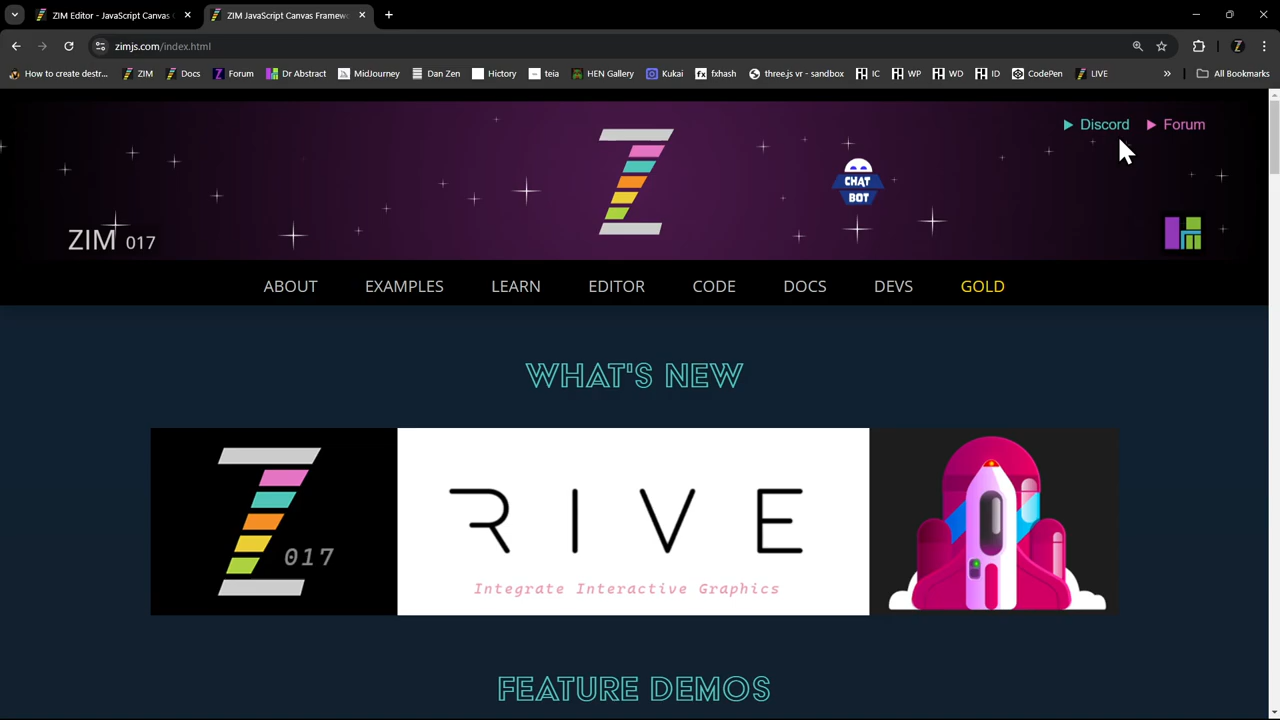 ZIM Editor - JavaScript Canvas
ZIM JavaScript Canvas Framew
zimjs.com/index.html
How to create destr...
ZIM
Docs
Forum
Dr Abstract
MidJourney
Dan Zen
Hictory
teia
HEN Gallery
Kukai
fxhash
three.js vr - sandbox
IC
WP
WD
ID
CodePen
LIVE
»
All Bookmarks
Discord
Forum
CHAT
BOT
ZIM 017
ABOUT
EXAMPLES
LEARN
EDITOR
CODE
DOCS
DEVS
GOLD
WHAT'S NEW
017
RIVE
Integrate Interactive Graphics
FEATURE DEMOS